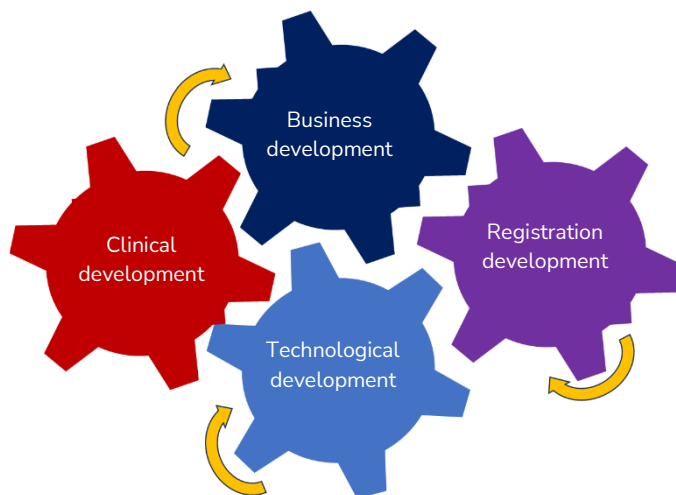 Business
development
Clinical
development
Registration
development
Technological
development